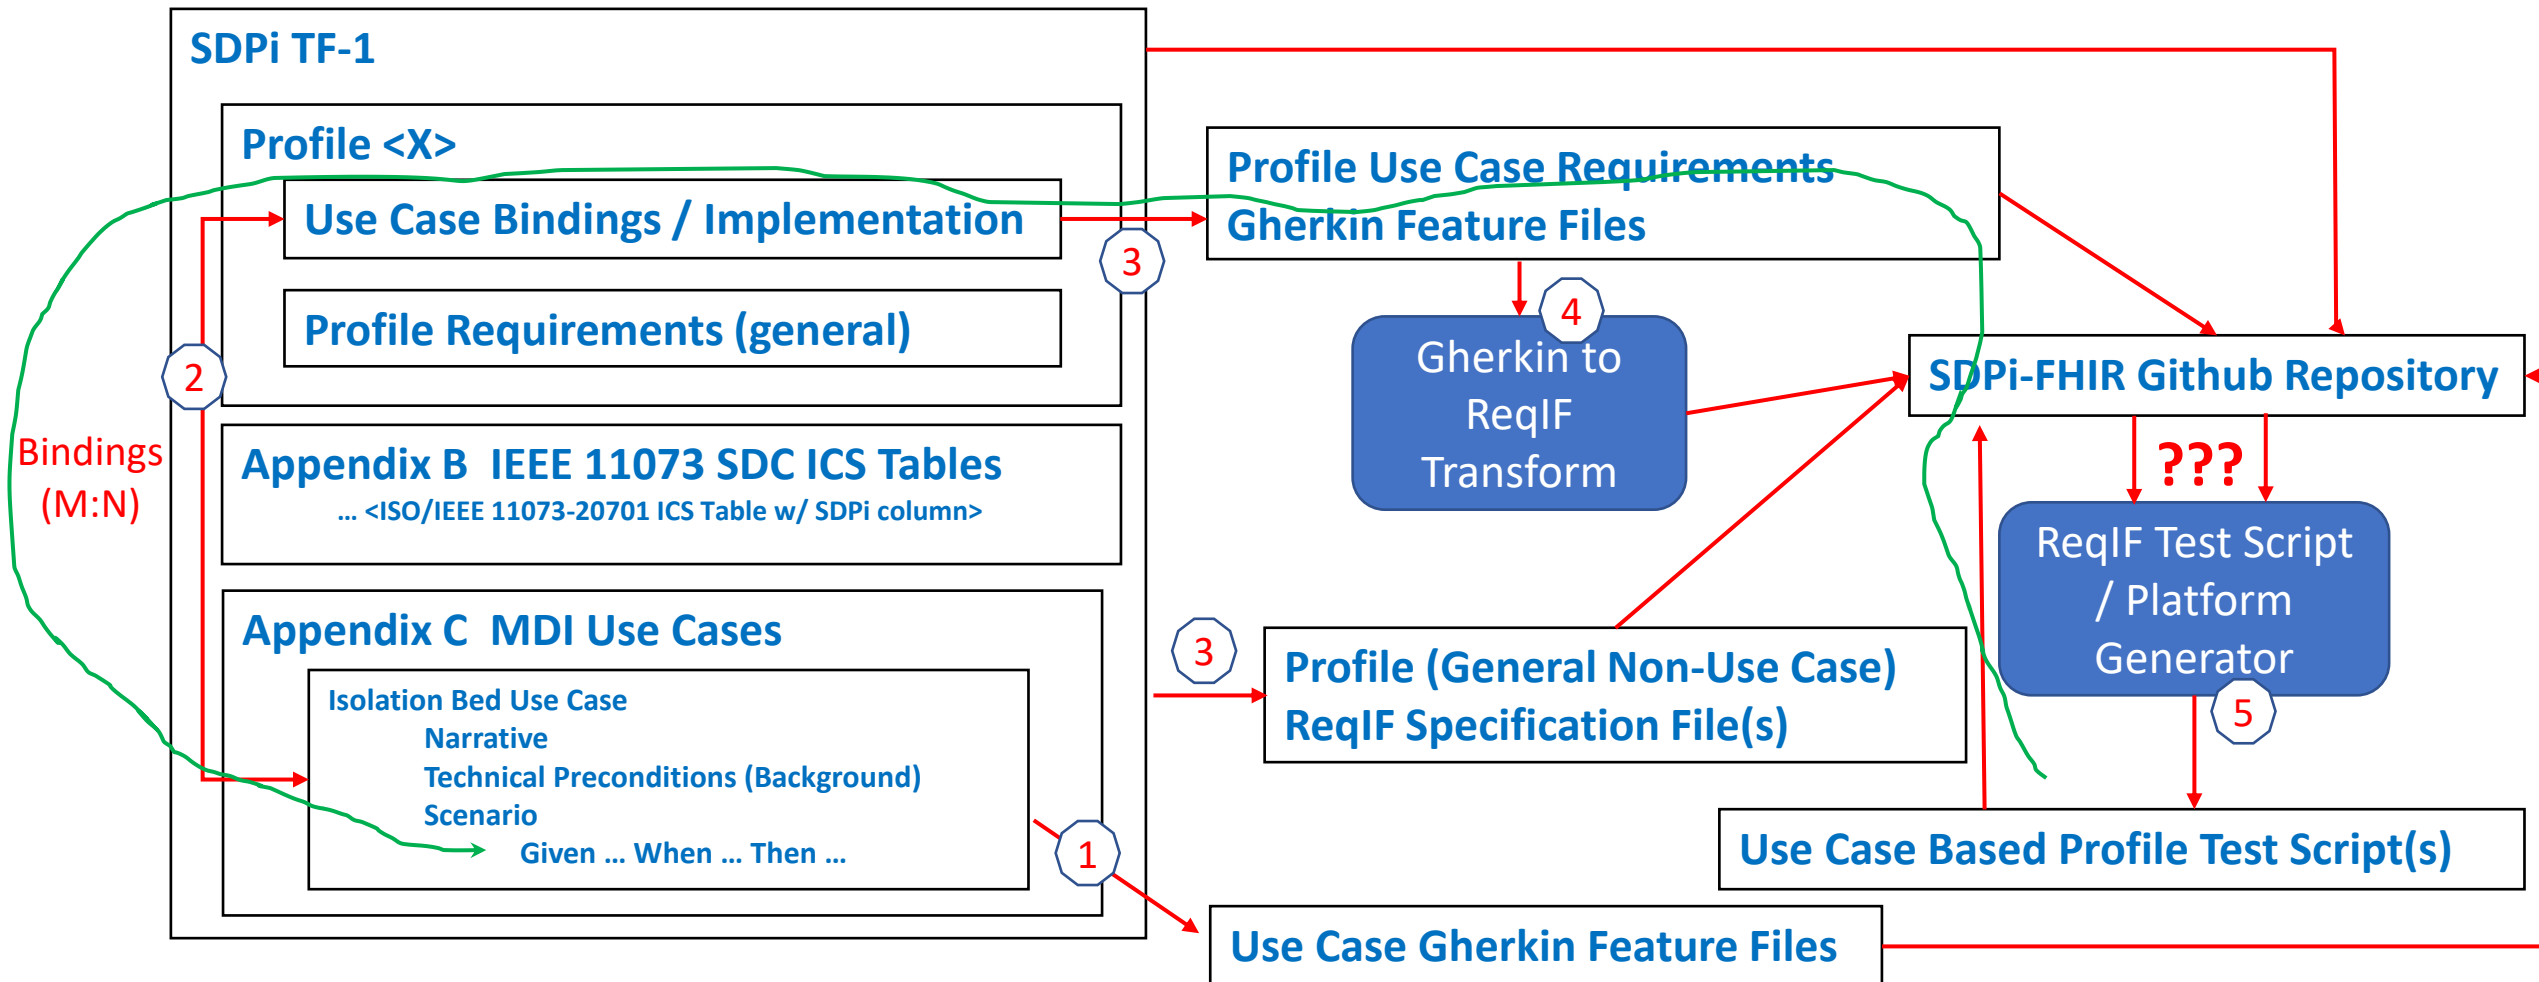 SDPi TF-1
Profile <X>
Use Case Bindings / Implementation
Profile Requirements (general)
2
Bindings
(M:N)
Appendix B  IEEE 11073 SDC ICS Tables
... <ISO/IEEE 11073-20701 ICS Table w/ SDPi column>
Appendix C  MDI Use Cases
Isolation Bed Use Case
Narrative
Technical Preconditions (Background)
Scenario
Given ... When ... Then ...
1
3
Profile Use Case Requirements
Gherkin Feature Files
4
Gherkin to
ReqIF
Transform
3
Profile (General Non-Use Case)
ReqIF Specification File(s)
SDPi-FHIR Github Repository
???
ReqIF Test Script
/ Platform
Generator
5
Use Case Based Profile Test Script(s)
Use Case Gherkin Feature Files